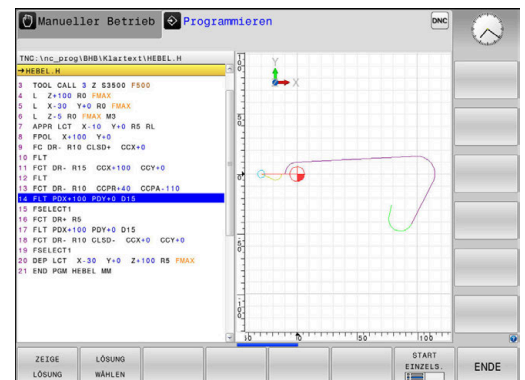 Manueller Betrieb
Programmieren
DNC
TNC:\nc_prog\BHB\Klartext\HEBEL.H
→HEBEL.H
3 TOOL CALL 3 Z S3500 F500
4 L Z+100 R0 FMAX
5 L X-30 Y+0 R0 FMAX
6 L Z-5 R0 FMAX M3
7 APPR LCT X-10 Y+0 R5 RL
8 FPOL X+100 Y+0
9 FC DR- R10 CLSD+ CCX+0
10 FLT
11 FCT DR- R15 CCX+100 CCY+0
12 FLT
13 FCT DR- R10 CCPR+40 CCPA-110
14 FLT PDX+100 PDY+0 D15
15 FSELECT1
16 FCT DR+ R5
17 FLT PDX+100 PDY+0 D15
18 FCT DR- R10 CLSD- CCX+0 CCY+0
19 FSELECT1
20 DEP LCT X-30 Y+0 Z+100 R5 FMAX
21 END PGM HEBEL MM
Y
X
0
50
100
ZEIGE LÖSUNG
LÖSUNG WÄHLEN
START EINZELS.
ENDE